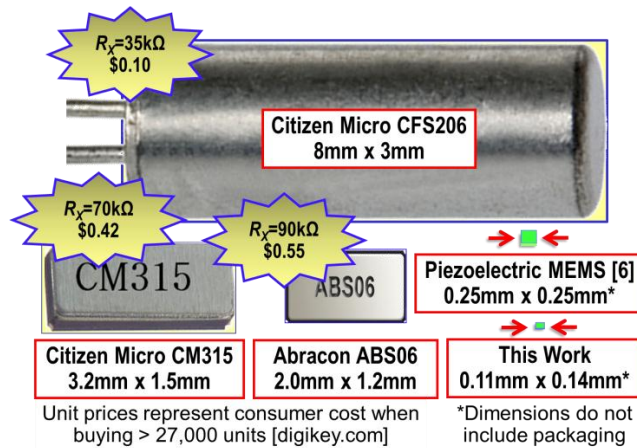 Rx=35kΩ
$0.10
Citizen Micro CFS206
8mm x 3mm
Rx=70kΩ
$0.42
Rx=90kΩ
$0.55
CM315
ABS06
Piezoelectric MEMS [6]
0.25mm x 0.25mm*
Citizen Micro CM315
3.2mm x 1.5mm
Abracon ABS06
2.0mm x 1.2mm
This Work
0.11mm x 0.14mm*
Unit prices represent consumer cost when
buying > 27,000 units [digikey.com]
*Dimensions do not
include packaging